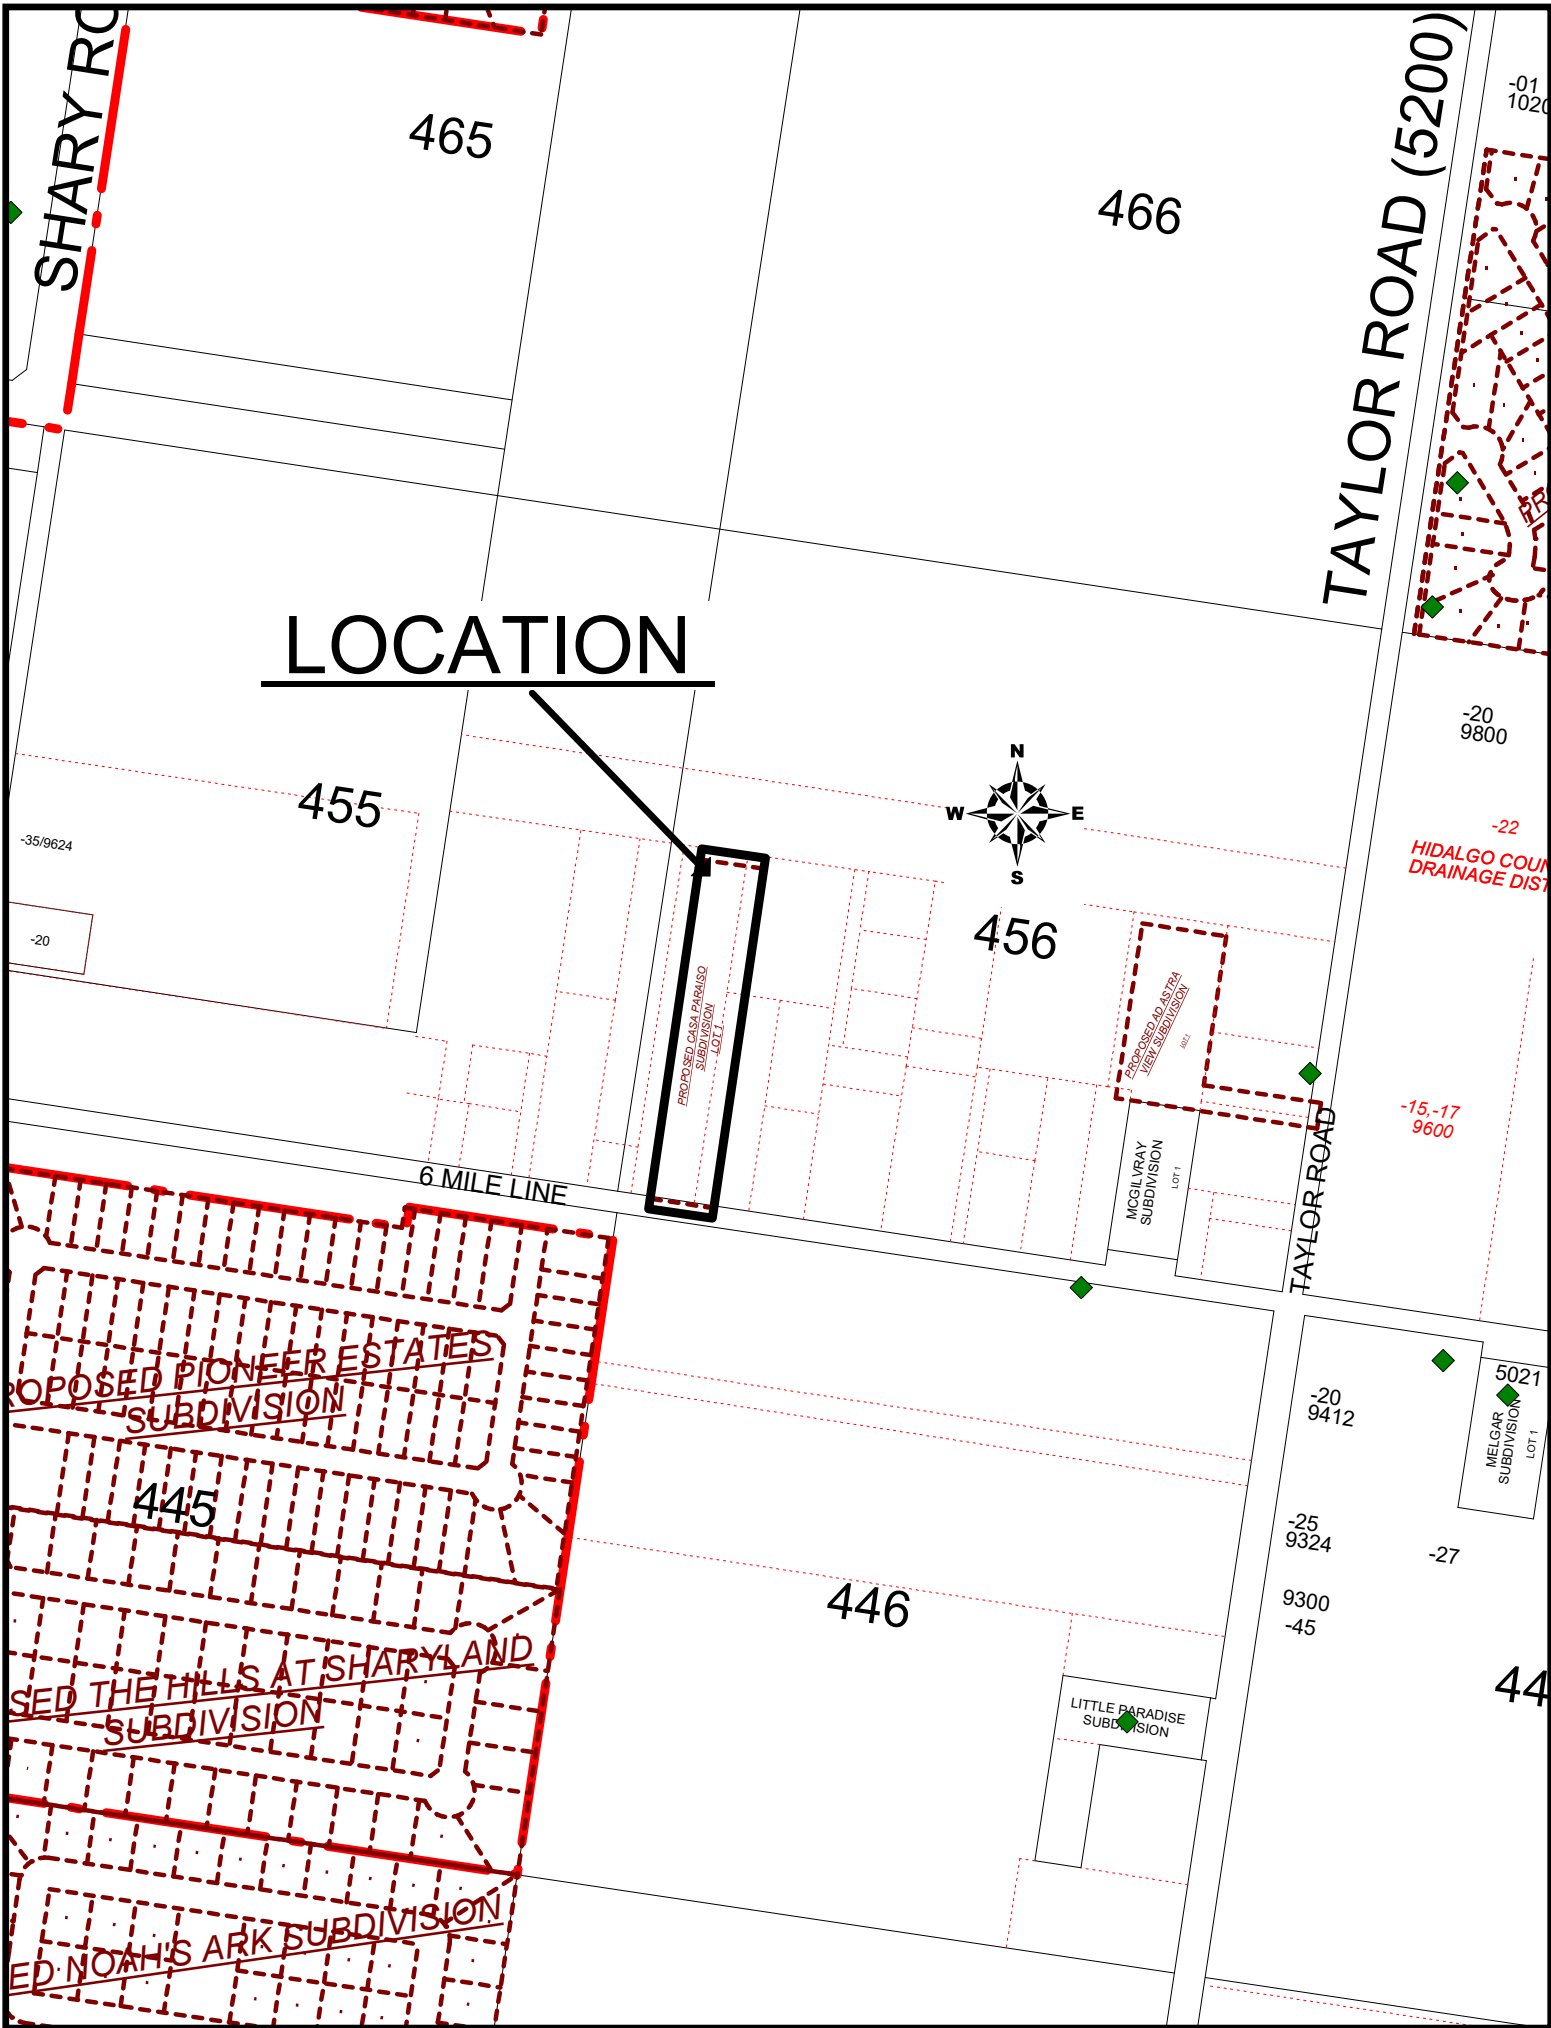 SHARY RO
465
466
TAYLOR ROAD (5200)
-01
1020
LOCATION
-20
9800
455
-35/9624
-20
N
W
E
S
456
-22
HIDALGO COUN
DRAINAGE DIST
PROPOSED CASA PARAISO
SUBDIVISION
LOT 1
PROPOSED AD ASTRA
VIEW SUBDIVISION
LOT 1
-15,-17
9600
MCGILVRAY
SUBDIVISION
LOT 1
TAYLOR ROAD
6 MILE LINE
ROPOSED PIONEER ESTATES
SUBDIVISION
445
5021
MELGAR
SUBDIVISION
LOT 1
-20
9412
-25
9324
-27
9300
-45
446
44
SED THE HILLS AT SHARYLAND
SUBDIVISION
LITTLE PARADISE
SUBDIVISION
ED NOAH'S ARK SUBDIVISION